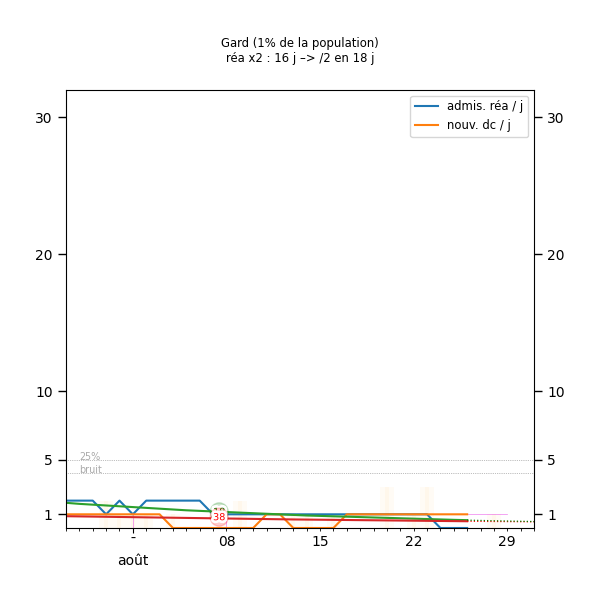 Gard (1% de la population)
réa x2 : 16 j –> /2 en 18 j
admis. réa / j
nouv. dc / j
30 30
20 20
10 10
25%
5 5
bruit
38
1 1
- 08 15 22 29
août